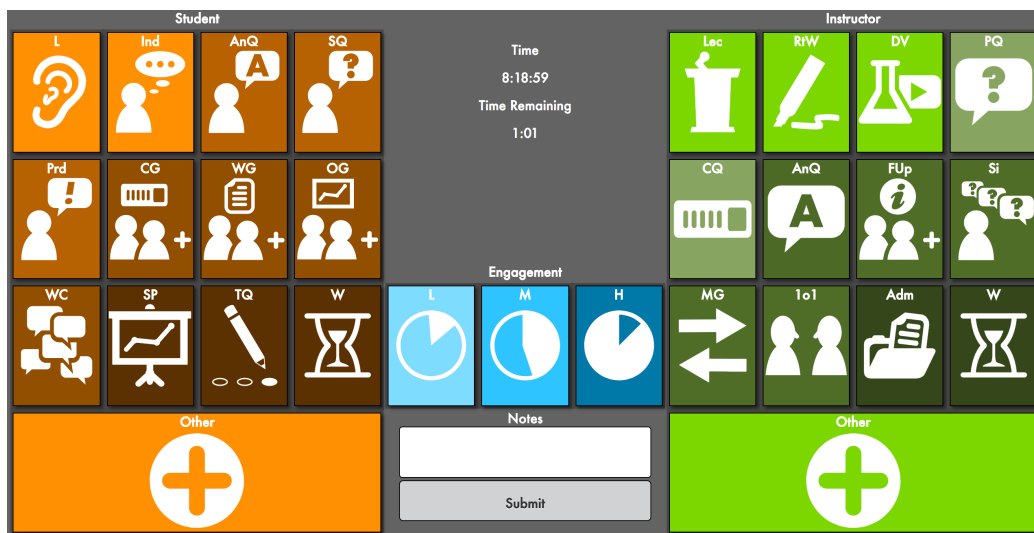 Student
Instructor
L
Ind
AnQ
A
SQ
?
Time
8:18:59
Time Remaining
1:01
Lec
RtW
DV
PQ
?
Prd
!
CG
WG
OG
CQ
AnQ
A
FUp
i
Si
? ? ?
Engagement
WC
SP
TQ
W
L
M
H
MG
1o1
Adm
W
Other
Notes
Submit
Other